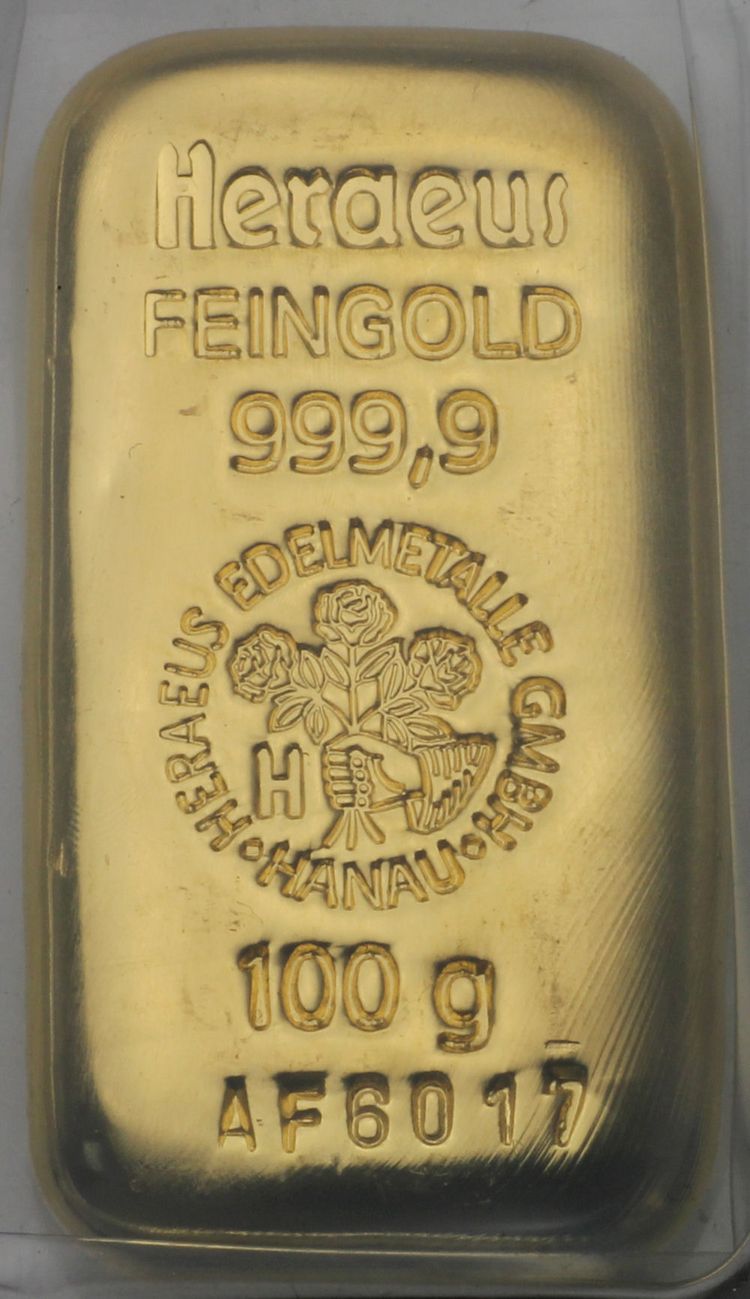 Heraeus
FEINGOLD
999,9
HERAEUS EDELMETALLE GMBH
H
HANAU
100 g
AF6017